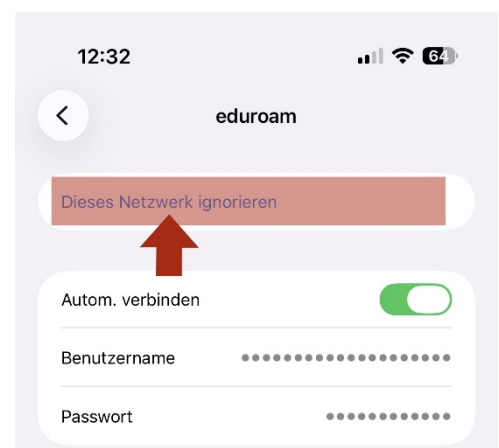 12:32
64
eduroam
Dieses Netzwerk ignorieren
Autom. verbinden
Benutzername ••••••••••••••••••••
Passwort ••••••••••••